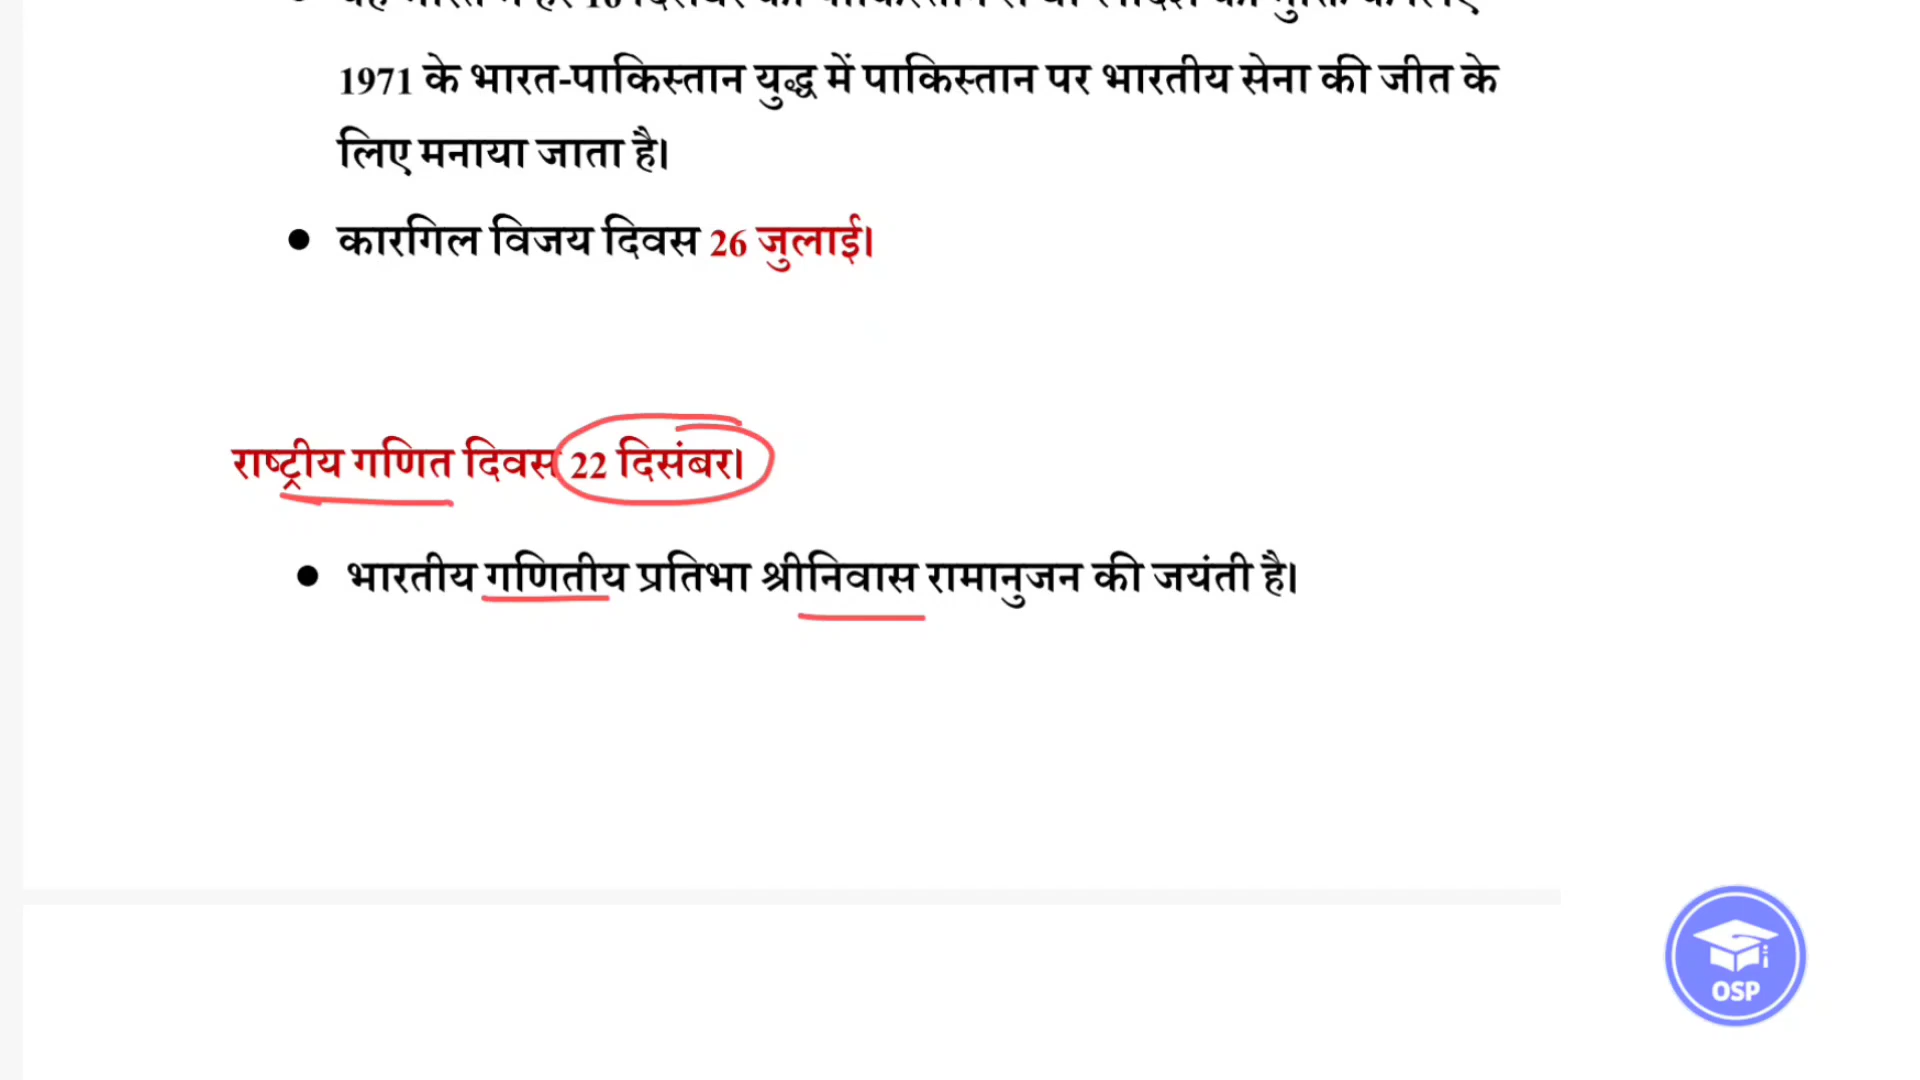 1971 के भारत-पाकिस्तान युद्ध में पाकिस्तान पर भारतीय सेना की जीत के
लिए मनाया जाता है।
● कारगिल विजय दिवस 26 जुलाई।
राष्ट्रीय गणित दिवस 22 दिसंबर।
● भारतीय गणितीय प्रतिभा श्रीनिवास रामानुजन की जयंती है।
OSP